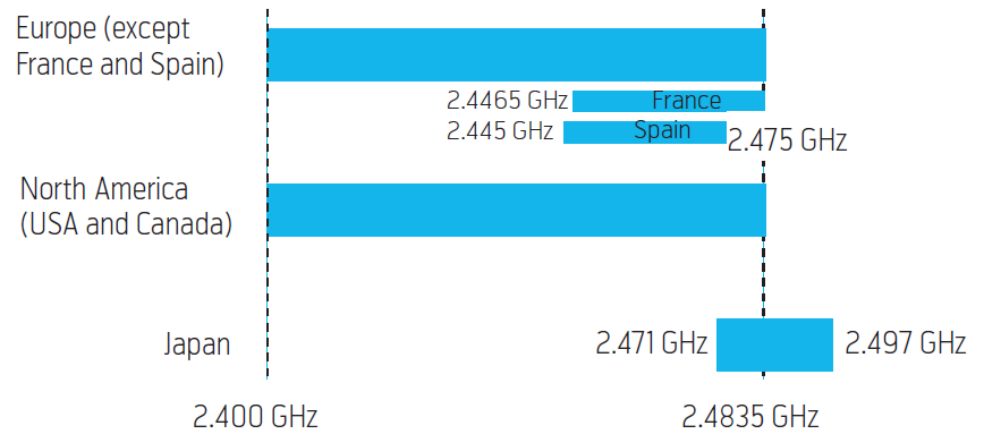 Europe (except
France and Spain)
2.4465 GHz France
2.445 GHz Spain 2.475 GHz
North America
(USA and Canada)
Japan 2.471 GHz 2.497 GHz
2.400 GHz 2.4835 GHz